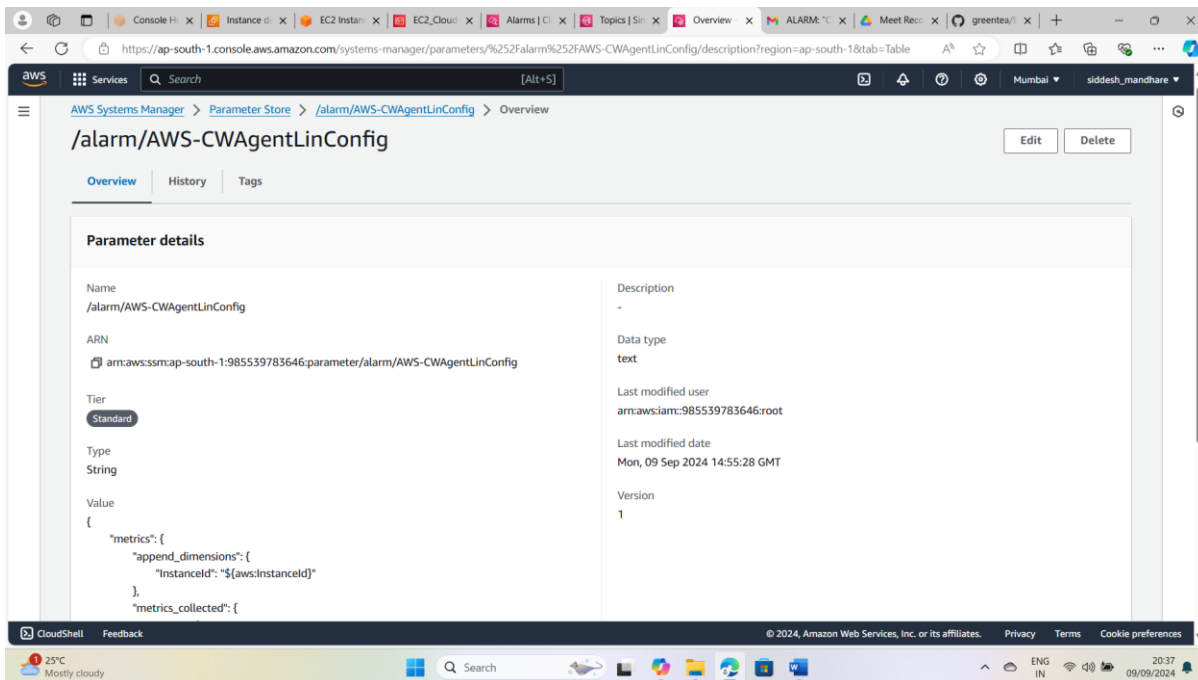 Console H
Instance de
EC2 Instan
EC2_Cloud
Alarms | Cl
Topics | Sim
Overview -
ALARM: "C
Meet Reco
greentea/
https://ap-south-1.console.aws.amazon.com/systems-manager/parameters/%252Falarm%252FAWS-CWAgentLinConfig/description?region=ap-south-1&tab=Table
aws
Services
Search
[Alt+S]
Mumbai
siddesh_mandhare
AWS Systems Manager > Parameter Store > /alarm/AWS-CWAgentLinConfig > Overview
/alarm/AWS-CWAgentLinConfig
Edit
Delete
Overview
History
Tags
Parameter details
Name
/alarm/AWS-CWAgentLinConfig
ARN
arn:aws:ssm:ap-south-1:985539783646:parameter/alarm/AWS-CWAgentLinConfig
Tier
Standard
Type
String
Value
{
"metrics": {
"append_dimensions": {
"InstanceId": "${aws:InstanceId}"
},
"metrics_collected": {
Description
-
Data type
text
Last modified user
arn:aws:iam::985539783646:root
Last modified date
Mon, 09 Sep 2024 14:55:28 GMT
Version
1
CloudShell
Feedback
© 2024, Amazon Web Services, Inc. or its affiliates.
Privacy
Terms
Cookie preferences
1
25°C
Mostly cloudy
Search
ENG
IN
20:37
09/09/2024